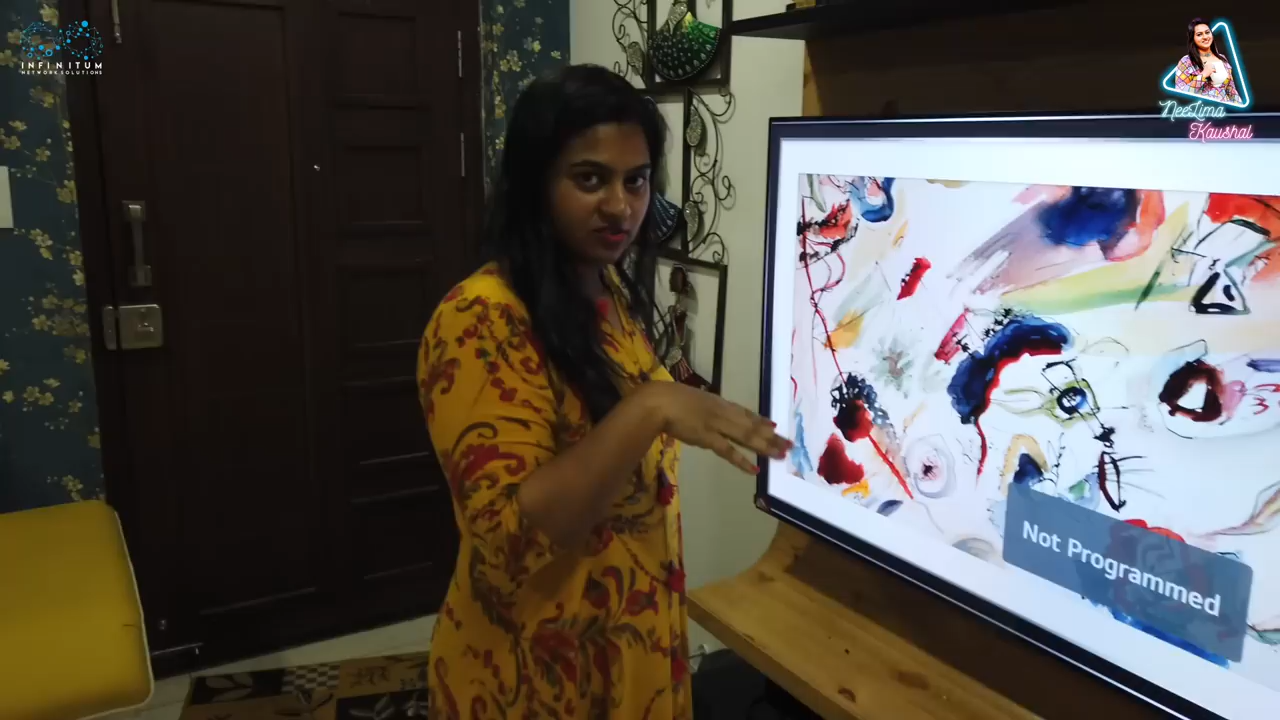 INFINITUM
NETWORK SOLUTIONS
NeeLima
Kaushal
Not Programmed